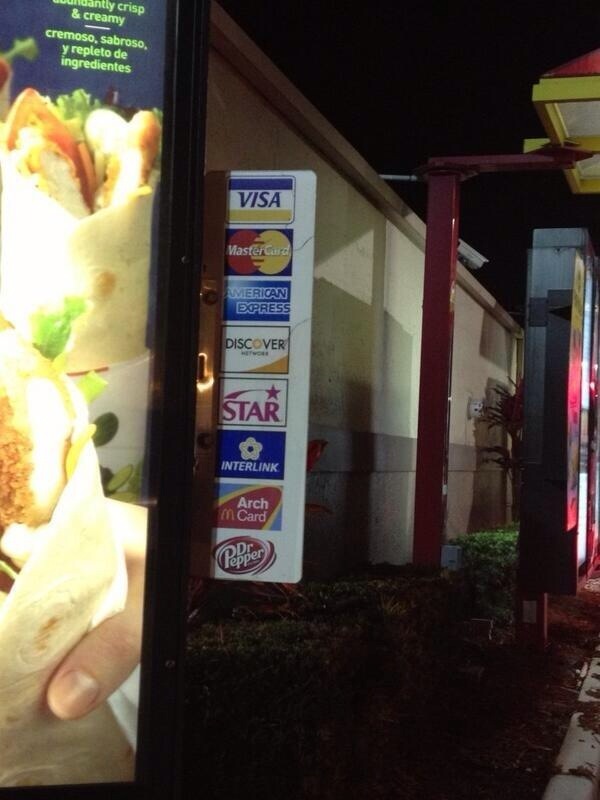 abundantly crisp
& creamy
cremoso, sabroso,
y repleto de
ingredientes
VISA
MasterCard
AMERICAN
EXPRESS
DISCOVER
NETWORK
STAR
INTERLINK
Arch
Card
Dr
Pepper